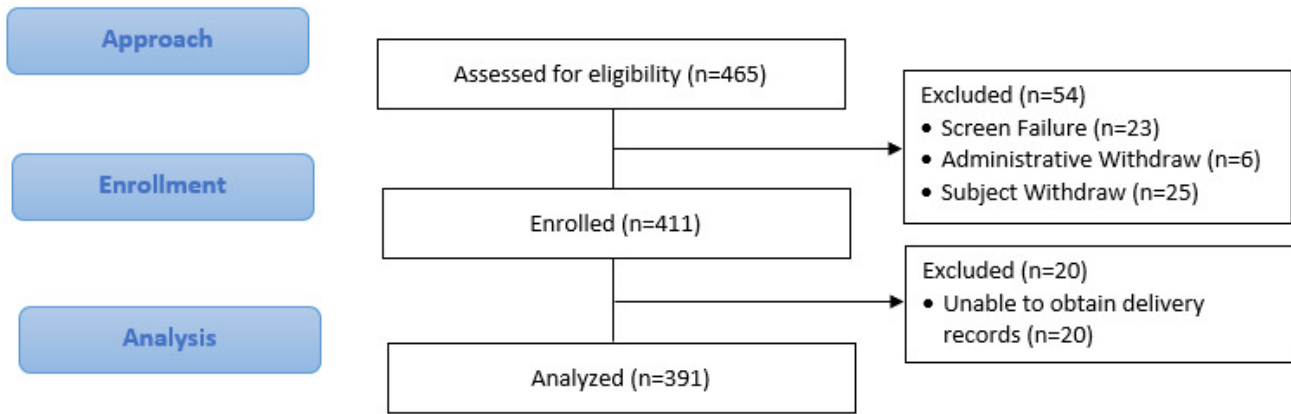 Approach
Assessed for eligibility (n=465)
Excluded (n=54)
• Screen Failure (n=23)
• Administrative Withdraw (n=6)
• Subject Withdraw (n=25)
Enrollment
Enrolled (n=411)
Excluded (n=20)
• Unable to obtain delivery
records (n=20)
Analysis
Analyzed (n=391)